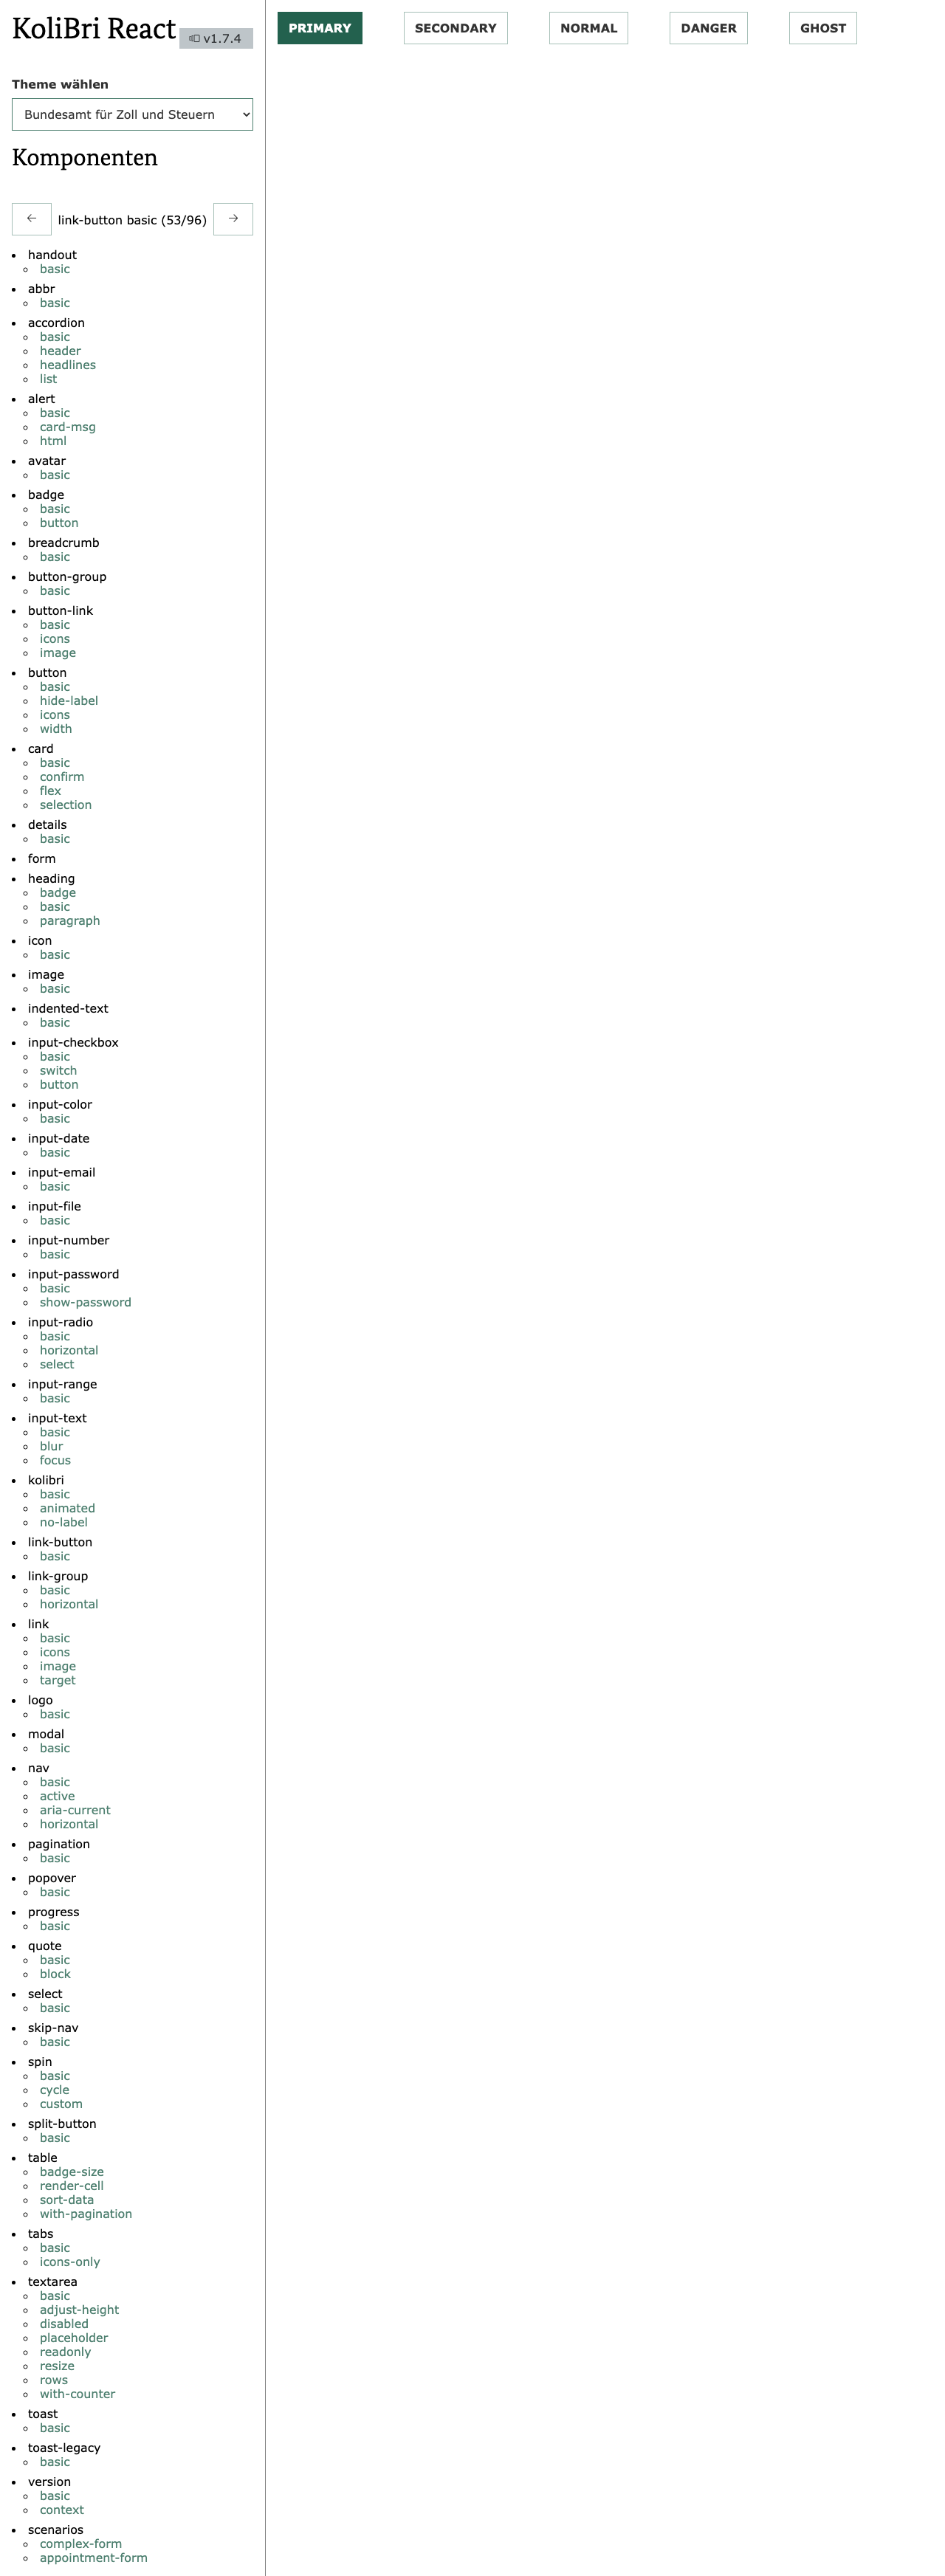 KoliBri React
v1.7.4
Theme wählen
Bundesamt für Zoll und Steuern
Komponenten
← link-button basic (53/96) →
handout
basic
abbr
basic
accordion
basic
header
headlines
list
alert
basic
card-msg
html
avatar
basic
badge
basic
button
breadcrumb
basic
button-group
basic
button-link
basic
icons
image
button
basic
hide-label
icons
width
card
basic
confirm
flex
selection
details
basic
form
heading
badge
basic
paragraph
icon
basic
image
basic
indented-text
basic
input-checkbox
basic
switch
button
input-color
basic
input-date
basic
input-email
basic
input-file
basic
input-number
basic
input-password
basic
show-password
input-radio
basic
horizontal
select
input-range
basic
input-text
basic
blur
focus
kolibri
basic
animated
no-label
link-button
basic
link-group
basic
horizontal
link
basic
icons
image
target
logo
basic
modal
basic
nav
basic
active
aria-current
horizontal
pagination
basic
popover
basic
progress
basic
quote
basic
block
select
basic
skip-nav
basic
spin
basic
cycle
custom
split-button
basic
table
badge-size
render-cell
sort-data
with-pagination
tabs
basic
icons-only
textarea
basic
adjust-height
disabled
placeholder
readonly
resize
rows
with-counter
toast
basic
toast-legacy
basic
version
basic
context
scenarios
complex-form
appointment-form
PRIMARY
SECONDARY
NORMAL
DANGER
GHOST